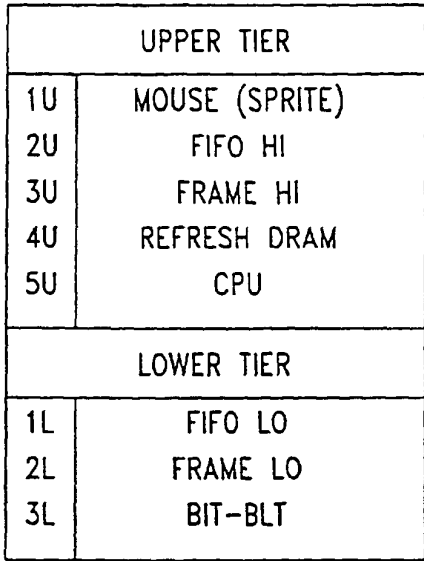 UPPER TIER
1U MOUSE (SPRITE)
2U FIFO HI
3U FRAME HI
4U REFRESH DRAM
5U CPU
LOWER TIER
1L FIFO LO
2L FRAME LO
3L BIT-BLT